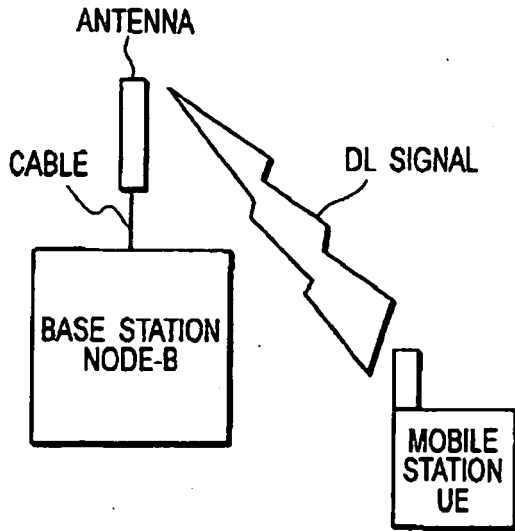 ANTENNA
CABLE
DL SIGNAL
BASE STATION
NODE-B
MOBILE
STATION
UE